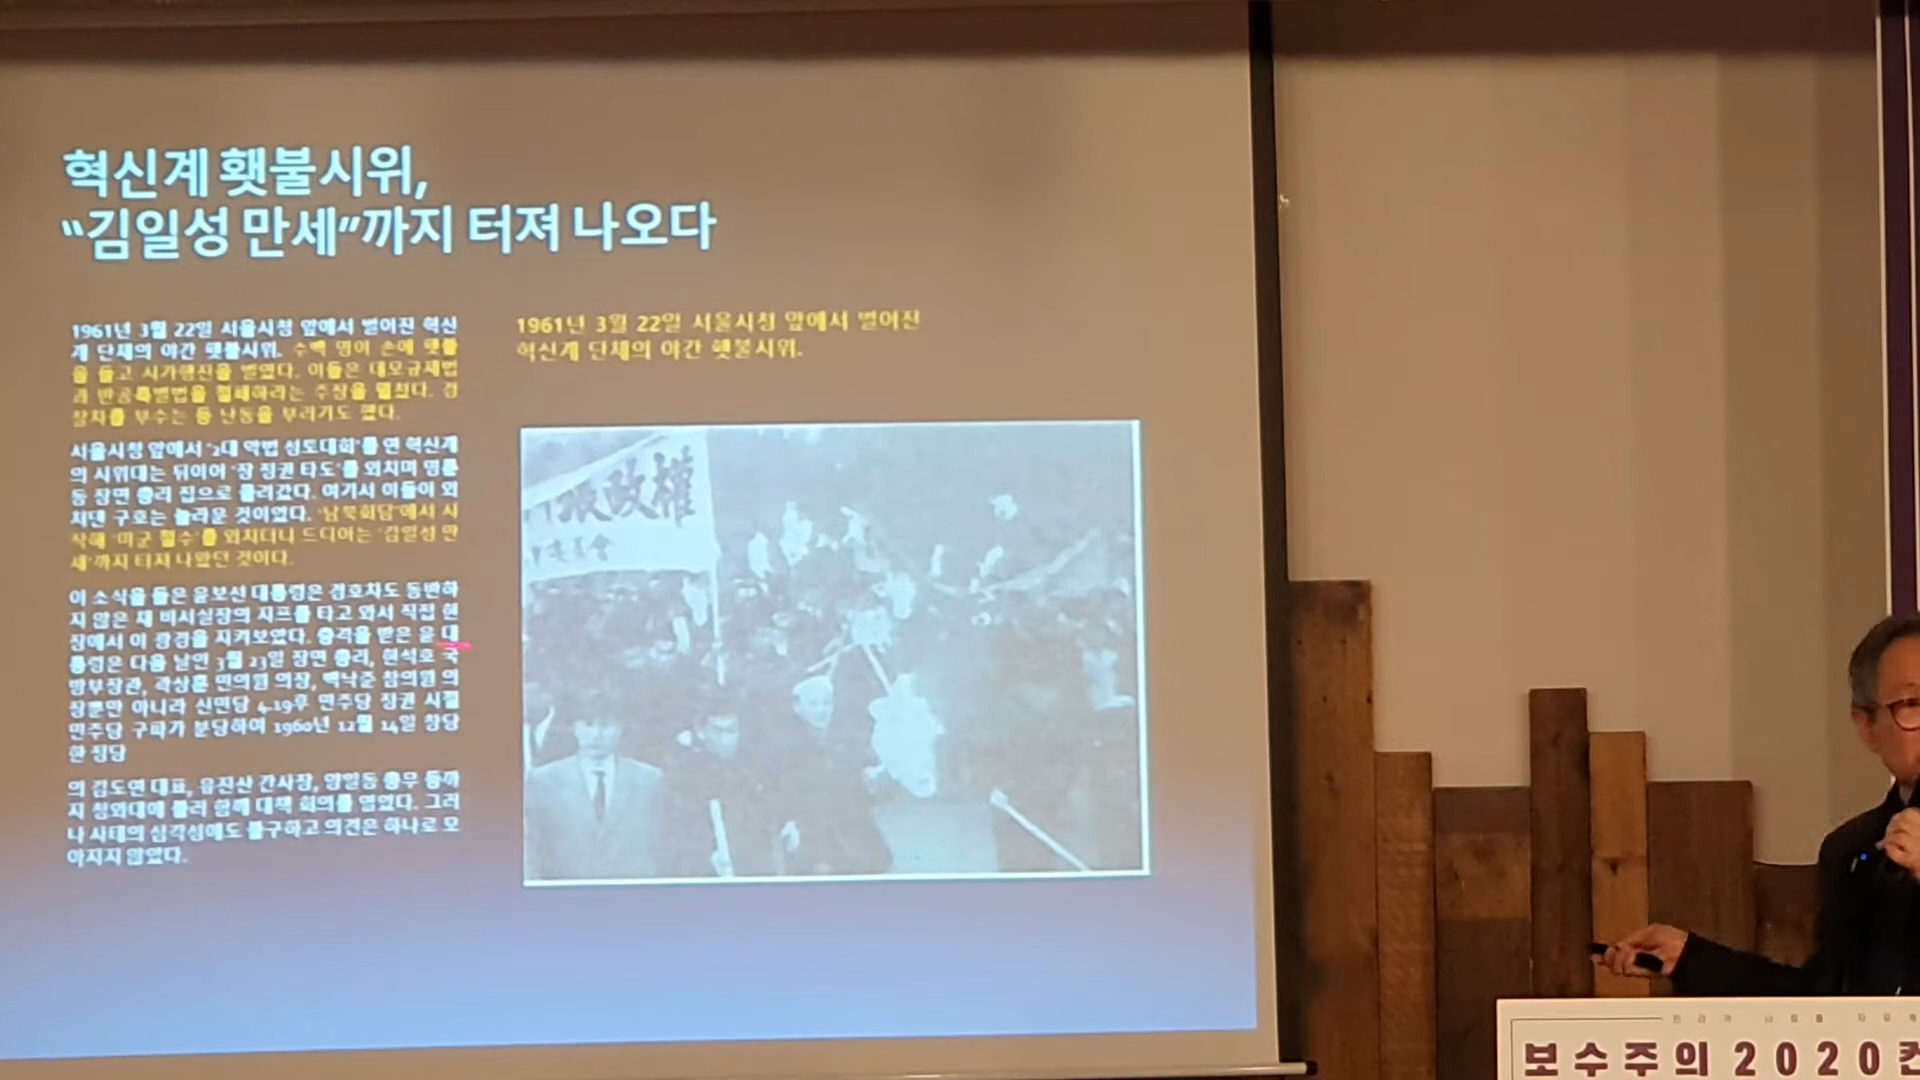 혁신계 횃불시위,
“김일성 만세”까지 터져 나오다
1961년 3월 22일 서울시청 앞에서 벌어진 혁신
계 단체의 야간 횃불시위. 수백 명이 손에 횃불
을 들고 시가행진을 벌였다. 이들은 데모규제법
과 반공특별법을 철폐하라는 주장을 펼쳤다. 경
찰차를 부수는 등 난동을 부리기도 했다.
서울시청 앞에서 '2대 악법 성토대회'를 연 혁신계
의 시위대는 뒤이어 '장 정권 타도'를 외치며 명륜
동 장면 총리 집으로 몰려갔다. 여기서 이들이 외
쳐댄 구호는 놀라운 것이었다. '남북회담'에서 시
작해 '미군 철수'를 외치더니 드디어는 '김일성 만
세'까지 터져 나왔던 것이다.
이 소식을 들은 윤보선 대통령은 경호차도 동반하
지 않은 채 비서실장의 지프를 타고 와서 직접 현
장에서 이 광경을 지켜보았다. 충격을 받은 윤 대
통령은 다음 날인 3월 23일 장면 총리, 현석호 국
방부장관, 곽상훈 민의원 의장, 백낙준 참의원 의
장뿐만 아니라 신민당 4.19후 민주당 정권 시절
민주당 구파가 분당하여 1960년 12월 14일 창당
한 정당
의 김도연 대표, 유진산 간사장, 양일동 총무 등까
지 청와대에 불러 함께 대책 회의를 열었다. 그러
나 사태의 심각성에도 불구하고 의견은 하나로 모
아지지 않았다.
1961년 3월 22일 서울시청 앞에서 벌어진
혁신계 단체의 야간 횃불시위.
政權
보수주의 2020 컨